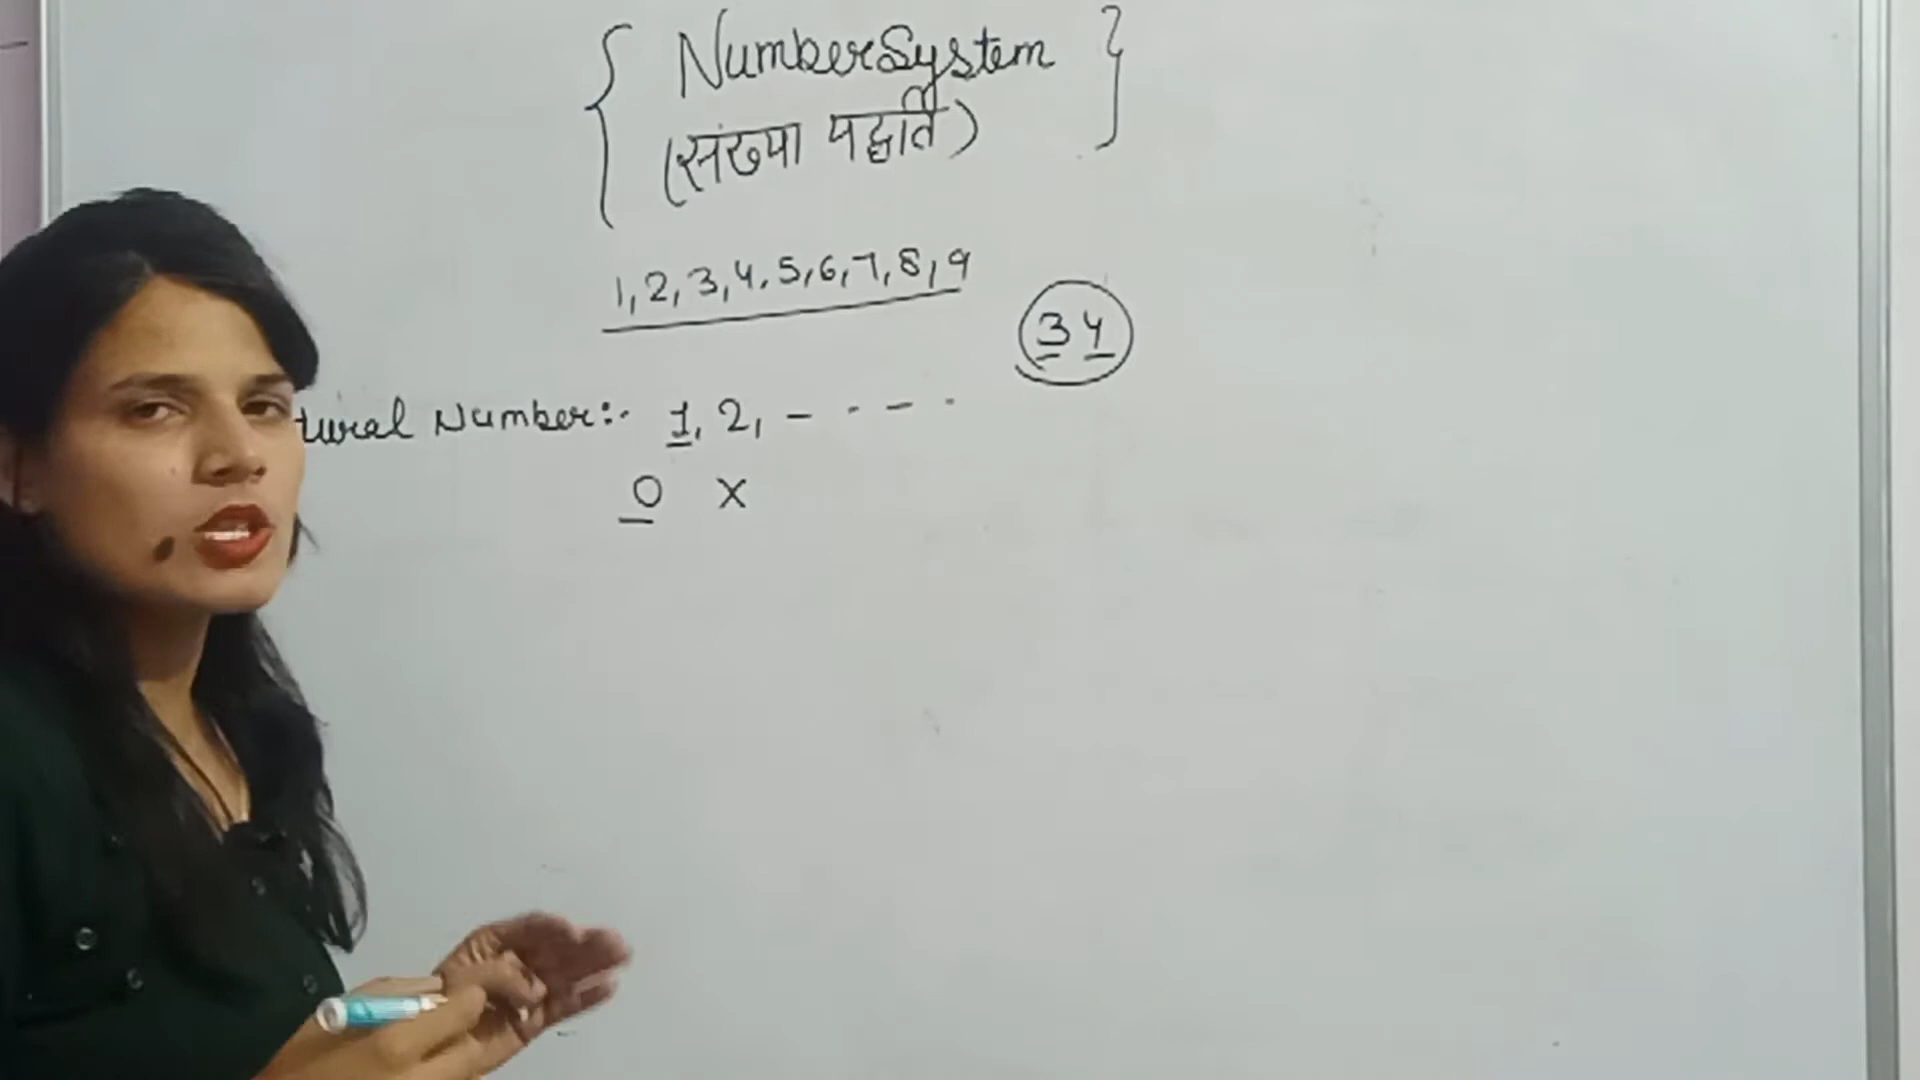 { Number System }
(संख्या पद्धति)
1, 2, 3, 4, 5, 6, 7, 8, 9
34
tural Number:- 1, 2, - - - -
0 x